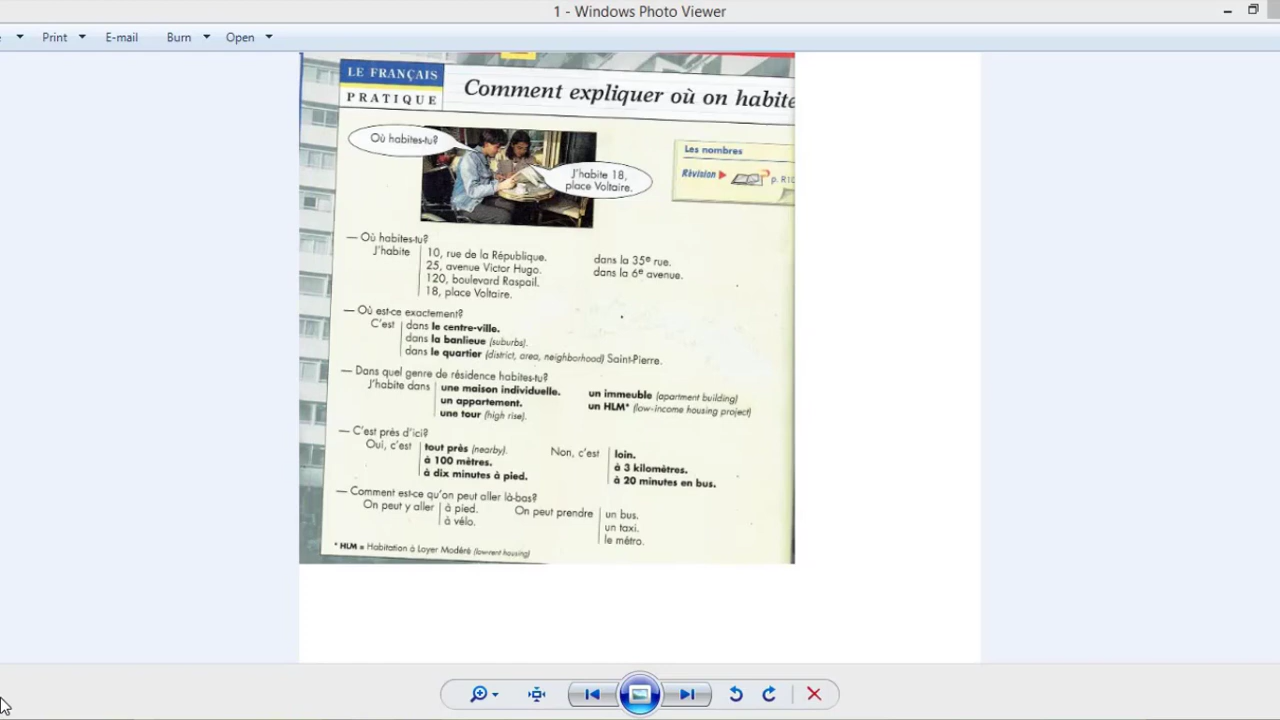 1 - Windows Photo Viewer
Print E-mail Burn Open
LE FRANÇAIS
PRATIQUE
Comment expliquer où on habite
Où habites-tu?
J'habite 18,
place Voltaire.
Les nombres
Révision p. R10
— Où habites-tu?
J'habite 10, rue de la République.
25, avenue Victor Hugo.
120, boulevard Raspail.
18, place Voltaire.
dans la 35e rue.
dans la 6e avenue.
— Où est-ce exactement?
C'est dans le centre-ville.
dans la banlieue (suburbs).
dans le quartier (district, area, neighborhood) Saint-Pierre.
— Dans quel genre de résidence habites-tu?
J'habite dans une maison individuelle.
un appartement.
une tour (high rise).
un immeuble (apartment building)
un HLM* (low-income housing project)
— C'est près d'ici?
Oui, c'est tout près (nearby).
à 100 mètres.
à dix minutes à pied.
Non, c'est loin.
à 3 kilomètres.
à 20 minutes en bus.
— Comment est-ce qu'on peut aller là-bas?
On peut y aller à pied.
à vélo.
On peut prendre un bus.
un taxi.
le métro.
* HLM = Habitation à Loyer Modéré (low-rent housing)